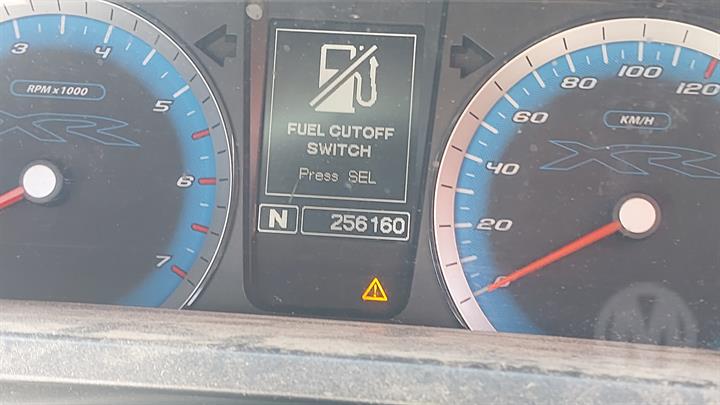 3
4
5
6
7
RPM x 1000
XR
FUEL CUTOFF
SWITCH
Press SEL
N 256160
0
20
40
60
80
100
120
KM/H
XR
M